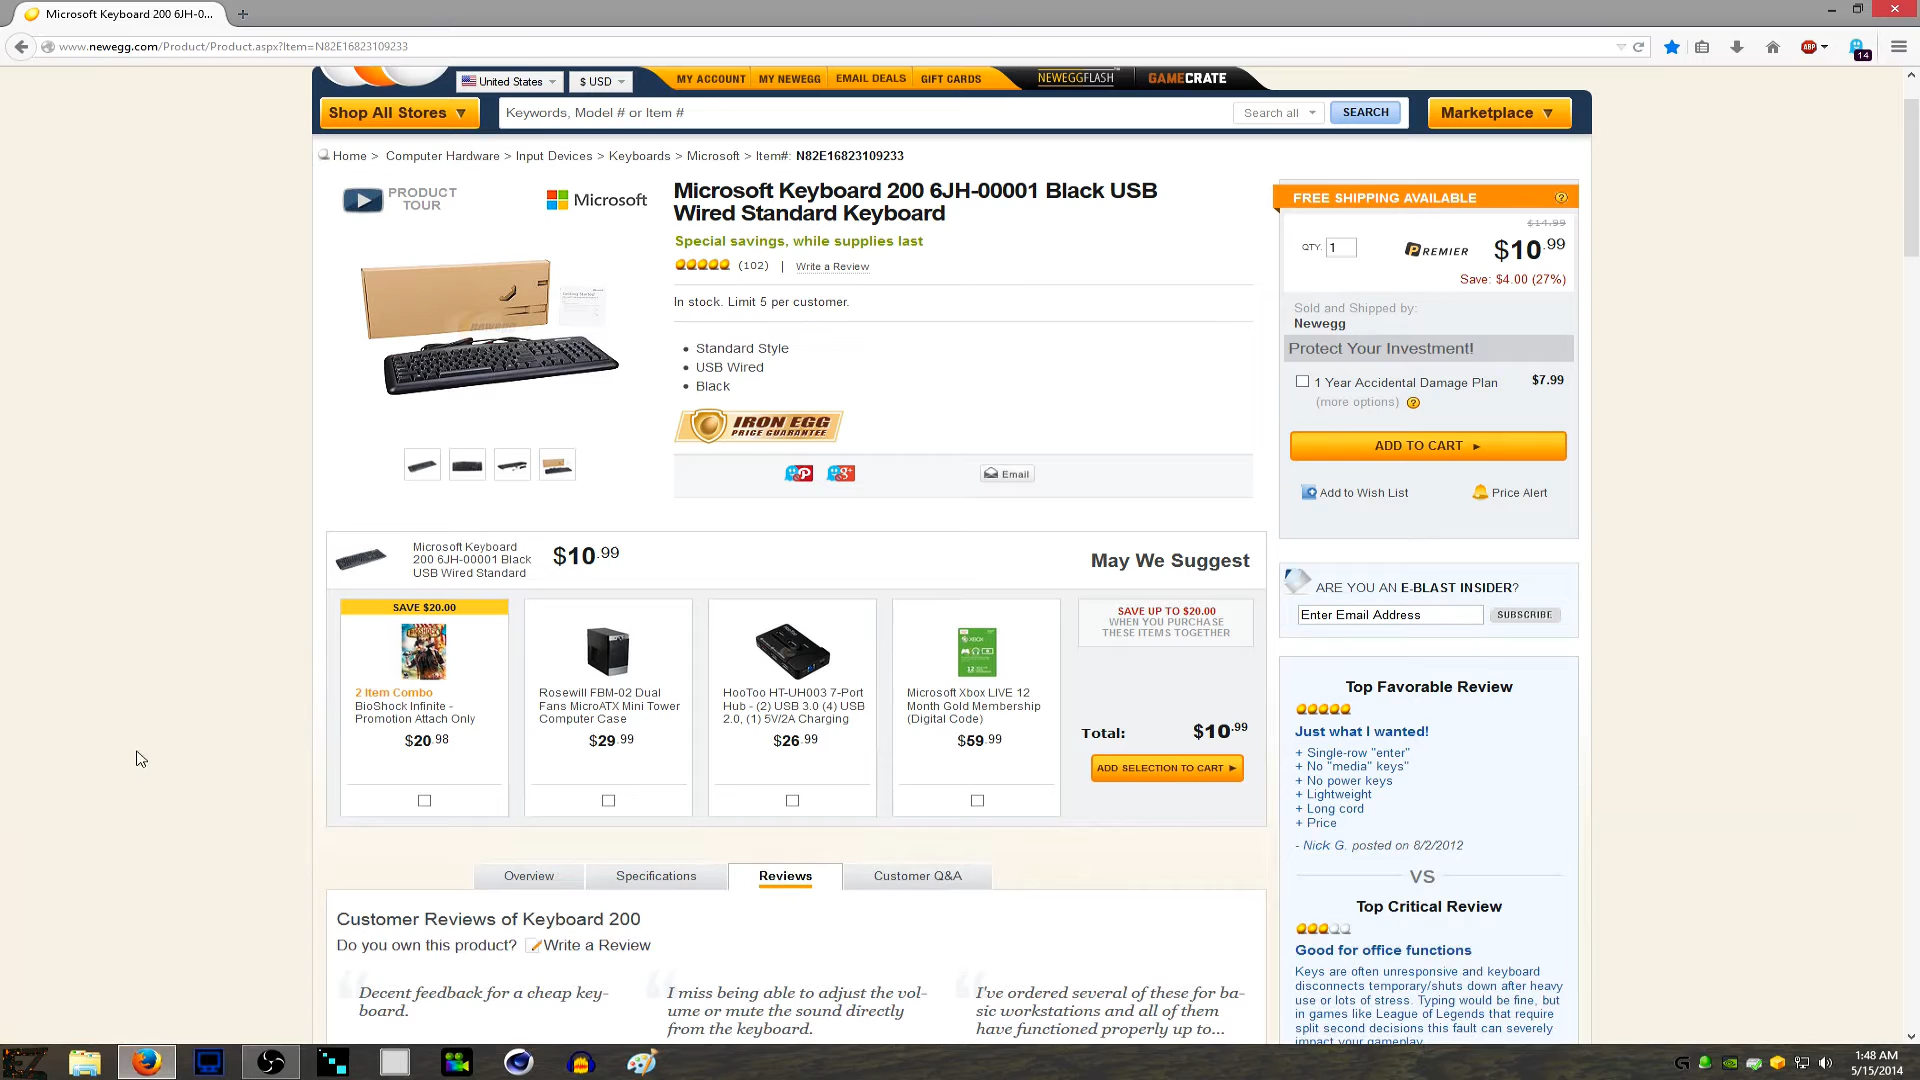 Microsoft Keyboard 200 6JH-0...
www.newegg.com/Product/Product.aspx?Item=N82E16823109233
ABP
14
United States
$ USD
MY ACCOUNT
MY NEWEGG
EMAIL DEALS
GIFT CARDS
NEWEGGFLASH
GAMECRATE
Shop All Stores
Keywords, Model # or Item #
Search all
SEARCH
Marketplace
Home > Computer Hardware > Input Devices > Keyboards > Microsoft > Item#: N82E16823109233
PRODUCT
TOUR
Microsoft
Microsoft Keyboard 200 6JH-00001 Black USB
Wired Standard Keyboard
Special savings, while supplies last
(102) | Write a Review
In stock. Limit 5 per customer.
• Standard Style
• USB Wired
• Black
IRON EGG
PRICE GUARANTEE
Email
FREE SHIPPING AVAILABLE
$14.99
QTY. 1
PREMIER
$10.99
Save: $4.00 (27%)
Sold and Shipped by:
Newegg
Protect Your Investment!
1 Year Accidental Damage Plan $7.99
(more options)
ADD TO CART
Add to Wish List
Price Alert
Microsoft Keyboard
200 6JH-00001 Black
USB Wired Standard
$10.99
May We Suggest
SAVE $20.00
2 Item Combo
BioShock Infinite -
Promotion Attach Only
$20.98
Rosewill FBM-02 Dual
Fans MicroATX Mini Tower
Computer Case
$29.99
HooToo HT-UH003 7-Port
Hub - (2) USB 3.0 (4) USB
2.0, (1) 5V/2A Charging
$26.99
Microsoft Xbox LIVE 12
Month Gold Membership
(Digital Code)
$59.99
SAVE UP TO $20.00
WHEN YOU PURCHASE
THESE ITEMS TOGETHER
Total: $10.99
ADD SELECTION TO CART
ARE YOU AN E-BLAST INSIDER?
Enter Email Address
SUBSCRIBE
Top Favorable Review
Just what I wanted!
+ Single-row "enter"
+ No "media" keys"
+ No power keys
+ Lightweight
+ Long cord
+ Price
- Nick G. posted on 8/2/2012
VS
Top Critical Review
Good for office functions
Keys are often unresponsive and keyboard
disconnects temporary/shuts down after heavy
use or lots of stress. Typing would be fine, but
in games like League of Legends that require
split second decisions this fault can severely
impact your gameplay
Overview
Specifications
Reviews
Customer Q&A
Customer Reviews of Keyboard 200
Do you own this product? Write a Review
Decent feedback for a cheap key-
board.
I miss being able to adjust the vol-
ume or mute the sound directly
from the keyboard.
I've ordered several of these for ba-
sic workstations and all of them
have functioned properly up to...
1:48 AM
5/15/2014